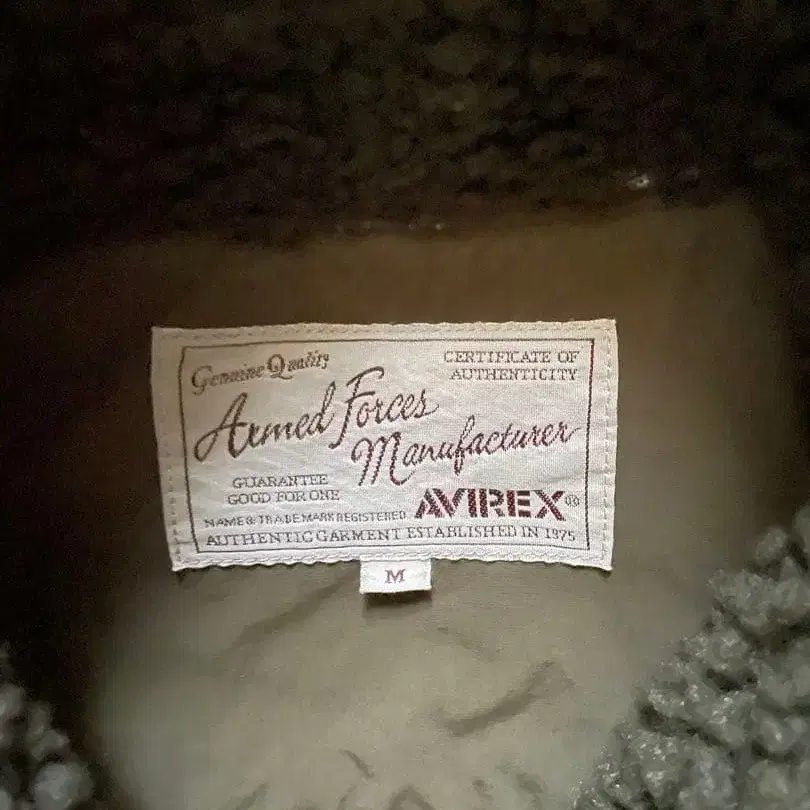 Genuine Quality
CERTIFICATE OF
AUTHENTICITY
Armed Forces
Manufacturer
GUARANTEE
GOOD FOR ONE
AVIREX®
NAME & TRADE MARK REGISTERED
AUTHENTIC GARMENT ESTABLISHED IN 1975
M